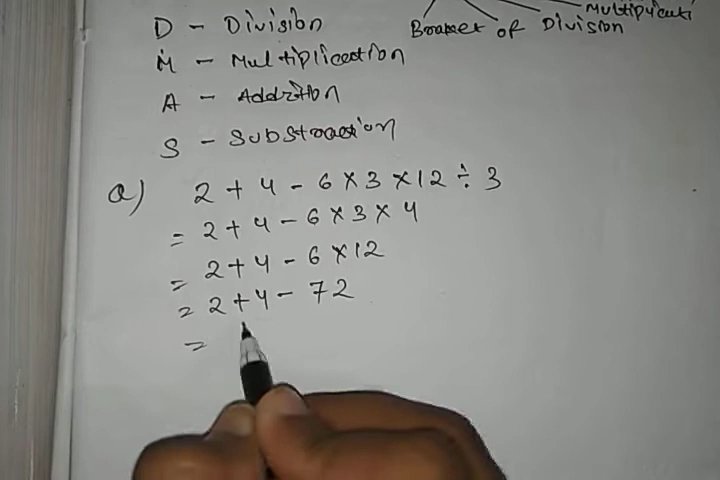 Multipl
Bracket of Division
D - Division
M - Multiplication
A - Addition
S - Substraction
a) 2 + 4 - 6 × 3 × 12 ÷ 3
= 2 + 4 - 6 × 3 × 4
= 2 + 4 - 6 × 12
= 2 + 4 - 72
=